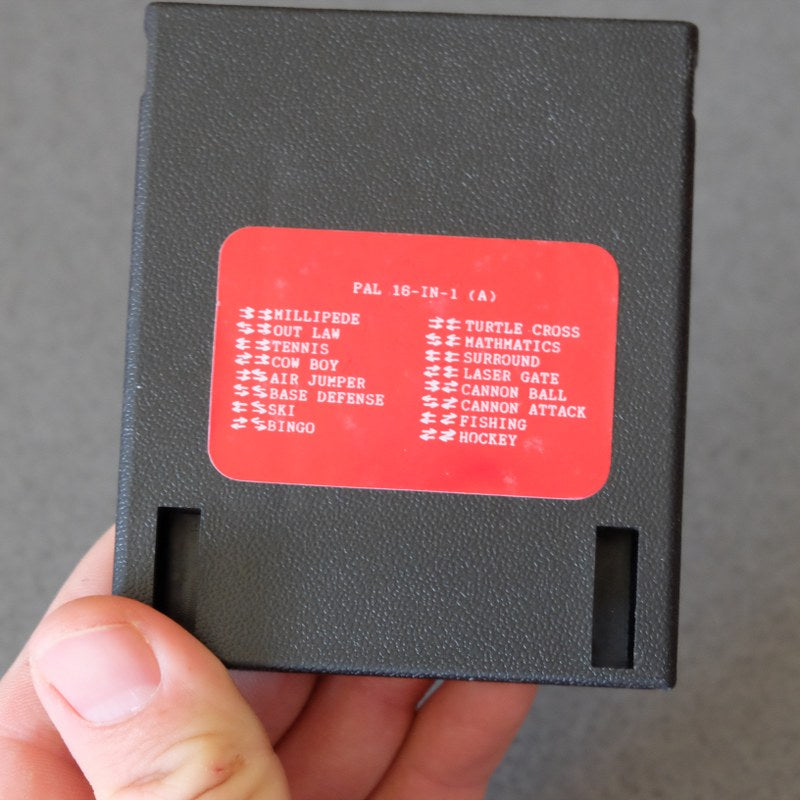 PAL 16-IN-1 (A)
MILLIPEDE
OUT LAW
TENNIS
COW BOY
AIR JUMPER
BASE DEFENSE
SKI
BINGO
TURTLE CROSS
MATHMATICS
SURROUND
LASER GATE
CANNON BALL
CANNON ATTACK
FISHING
HOCKEY